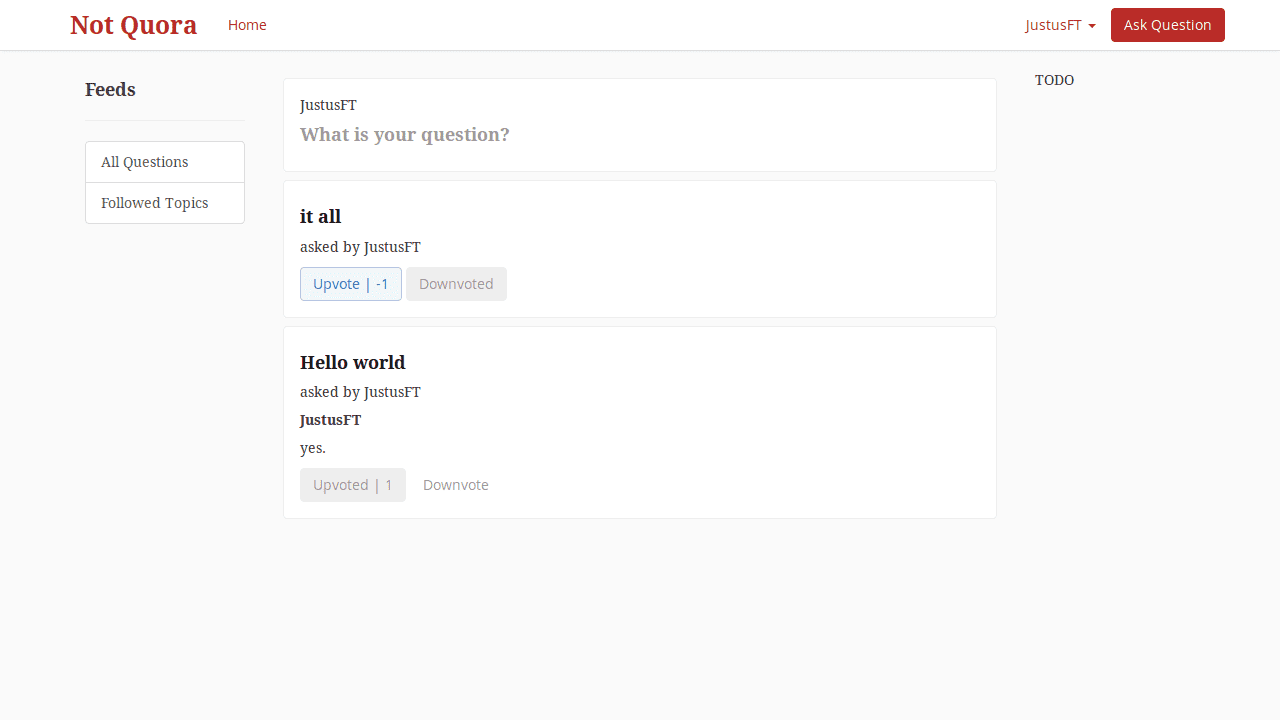 Not Quora Home JustusFT Ask Question
Feeds
All Questions
Followed Topics
JustusFT
What is your question?
it all
asked by JustusFT
Upvote | -1 Downvoted
Hello world
asked by JustusFT
JustusFT
yes.
Upvoted | 1 Downvote
TODO